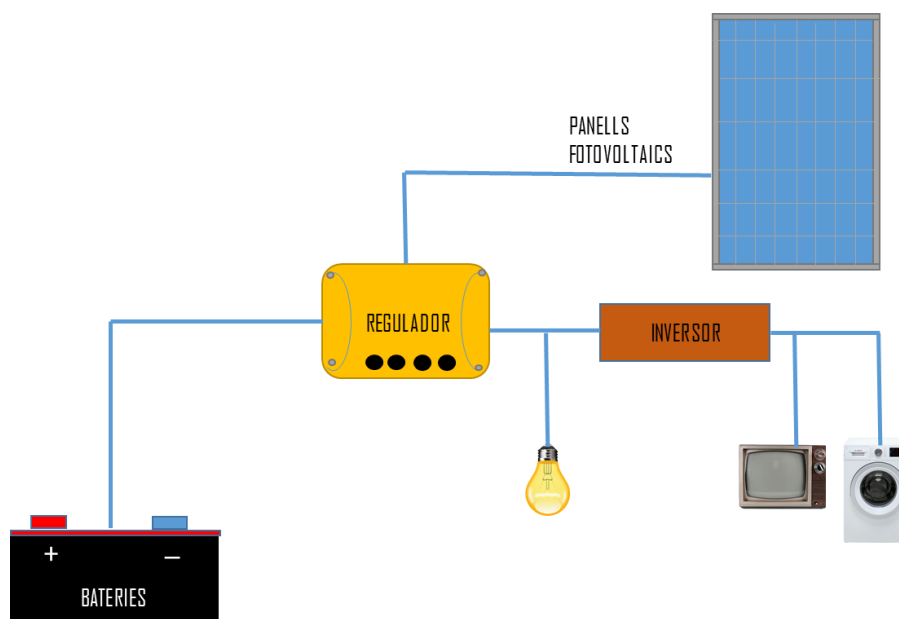 PANELLS
FOTOVOLTAICS
REGULADOR
INVERSOR
+ –
BATERIES